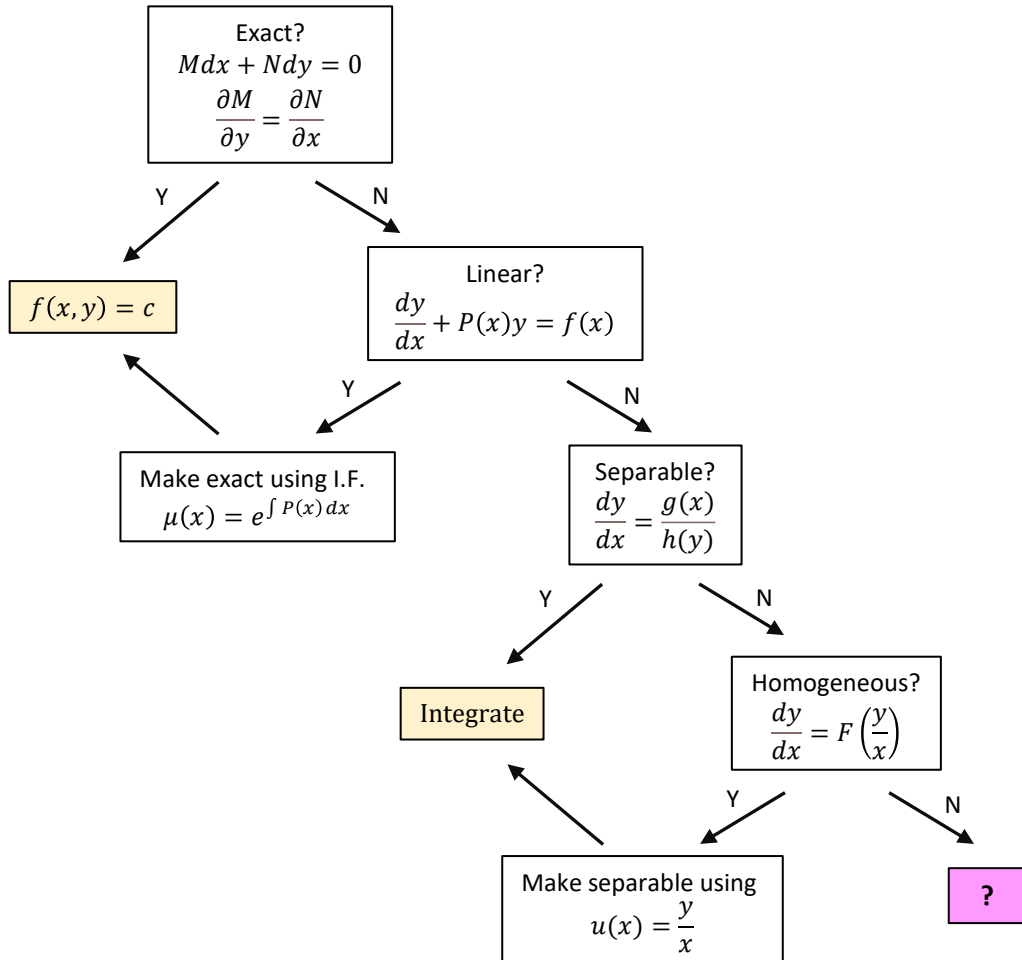 Exact?
Mdx + Ndy = 0
∂M/∂y = ∂N/∂x
Y
N
f(x, y) = c
Linear?
dy/dx + P(x)y = f(x)
Y
N
Make exact using I.F.
μ(x) = e^{∫ P(x) dx}
Separable?
dy/dx = g(x)/h(y)
Y
N
Integrate
Homogeneous?
dy/dx = F(y/x)
Y
N
Make separable using
u(x) = y/x
?